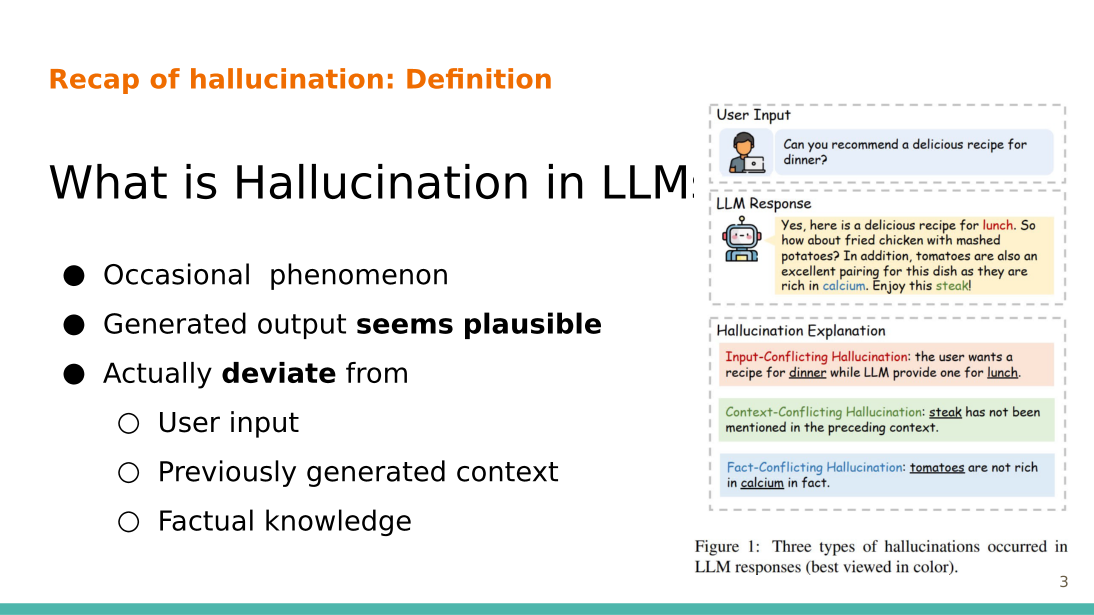 Recap of hallucination: Definition
What is Hallucination in LLMs
● Occasional  phenomenon
● Generated output seems plausible
● Actually deviate from
○ User input
○ Previously generated context
○ Factual knowledge
User Input
Can you recommend a delicious recipe for
dinner?
LLM Response
Yes, here is a delicious recipe for lunch. So
how about fried chicken with mashed
potatoes? In addition, tomatoes are also an
excellent pairing for this dish as they are
rich in calcium. Enjoy this steak!
Hallucination Explanation
Input-Conflicting Hallucination: the user wants a
recipe for dinner while LLM provide one for lunch.
Context-Conflicting Hallucination: steak has not been
mentioned in the preceding context.
Fact-Conflicting Hallucination: tomatoes are not rich
in calcium in fact.
Figure 1: Three types of hallucinations occurred in
LLM responses (best viewed in color).
3